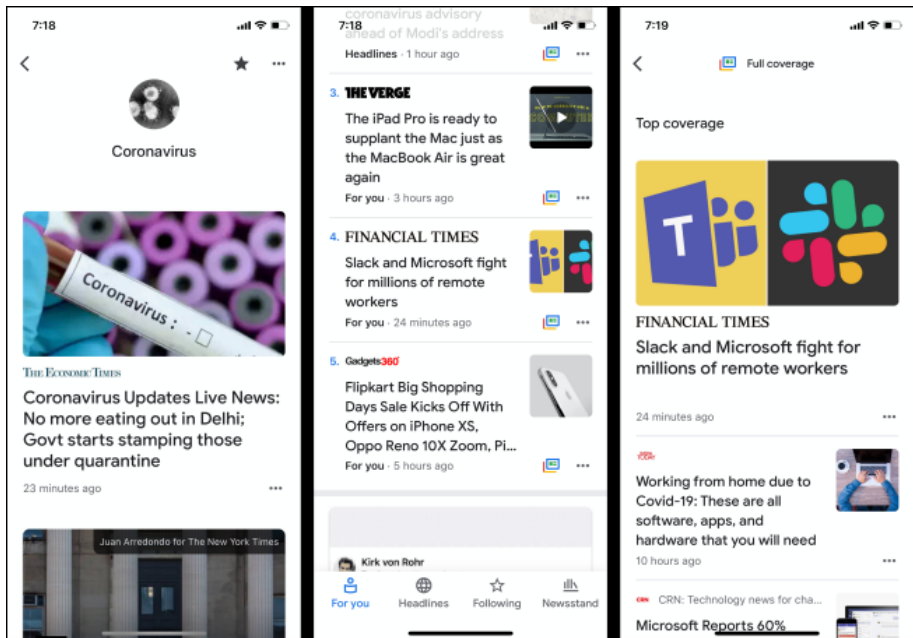 7:18
Coronavirus
Coronavirus : -
THE ECONOMIC TIMES
Coronavirus Updates Live News:
No more eating out in Delhi;
Govt starts stamping those
under quarantine
23 minutes ago
Juan Arredondo for The New York Times
7:18
coronavirus advisory
ahead of Modi's address
Headlines · 1 hour ago
3. THE VERGE
The iPad Pro is ready to
supplant the Mac just as
the MacBook Air is great
again
For you · 3 hours ago
4. FINANCIAL TIMES
Slack and Microsoft fight
for millions of remote
workers
For you · 24 minutes ago
5. Gadgets360
Flipkart Big Shopping
Days Sale Kicks Off With
Offers on iPhone XS,
Oppo Reno 10X Zoom, Pi...
For you · 5 hours ago
Kirk von Rohr
For you
Headlines
Following
Newsstand
7:19
Full coverage
Top coverage
T
FINANCIAL TIMES
Slack and Microsoft fight for
millions of remote workers
24 minutes ago
Working from home due to
Covid-19: These are all
software, apps, and
hardware that you will need
10 hours ago
CRN CRN: Technology news for cha...
Microsoft Reports 60%